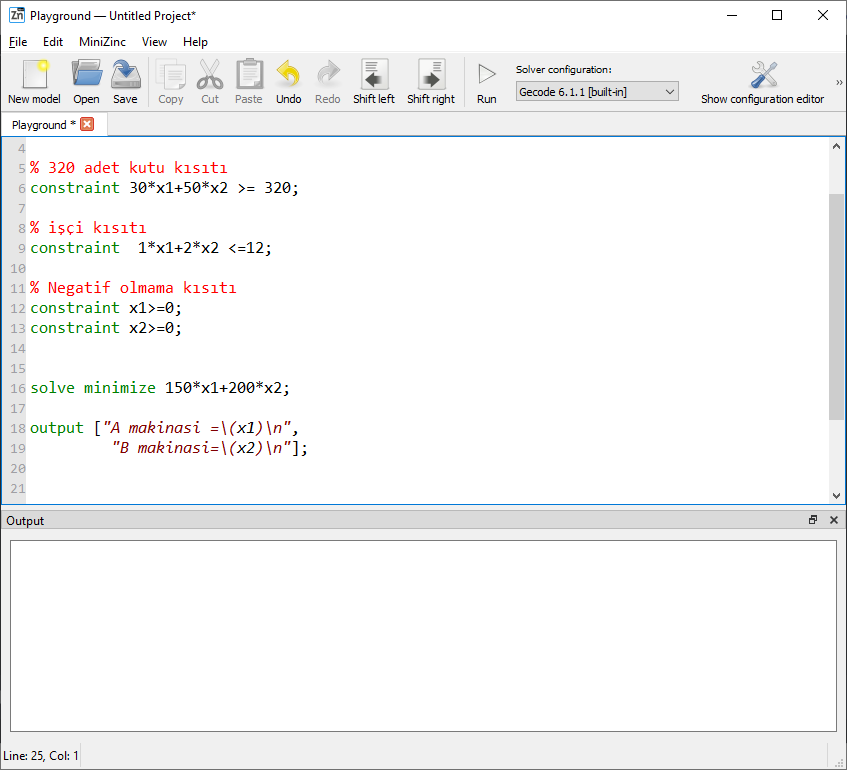 Zn Playground — Untitled Project*
File Edit MiniZinc View Help
New model Open Save Copy Cut Paste Undo Redo Shift left Shift right Run Solver configuration: Gecode 6.1.1 [built-in] Show configuration editor »
Playground *
4
5 % 320 adet kutu kısıtı
6 constraint 30*x1+50*x2 >= 320;
7
8 % işçi kısıtı
9 constraint  1*x1+2*x2 <=12;
10
11 % Negatif olmama kısıtı
12 constraint x1>=0;
13 constraint x2>=0;
14
15
16 solve minimize 150*x1+200*x2;
17
18 output ["A makinasi =\(x1)\n",
19 "B makinasi=\(x2)\n"];
20
21
Output
Line: 25, Col: 1